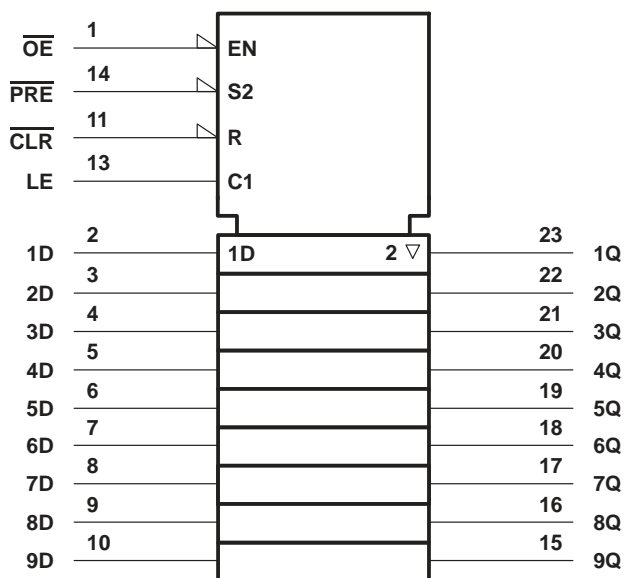 OE 1 EN
PRE 14 S2
CLR 11 R
LE 13 C1
1D 2 1D 2 ▽ 23 1Q
2D 3 22 2Q
3D 4 21 3Q
4D 5 20 4Q
5D 6 19 5Q
6D 7 18 6Q
7D 8 17 7Q
8D 9 16 8Q
9D 10 15 9Q